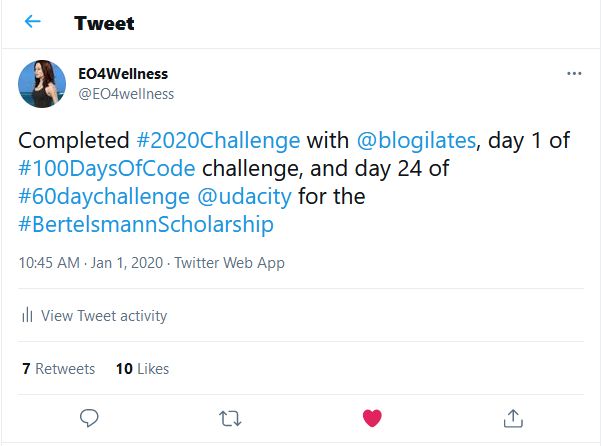 Tweet
EO4Wellness
@EO4wellness
Completed #2020Challenge with @blogilates, day 1 of
#100DaysOfCode challenge, and day 24 of
#60daychallenge @udacity for the
#BertelsmannScholarship
10:45 AM · Jan 1, 2020 · Twitter Web App
View Tweet activity
7 Retweets 10 Likes